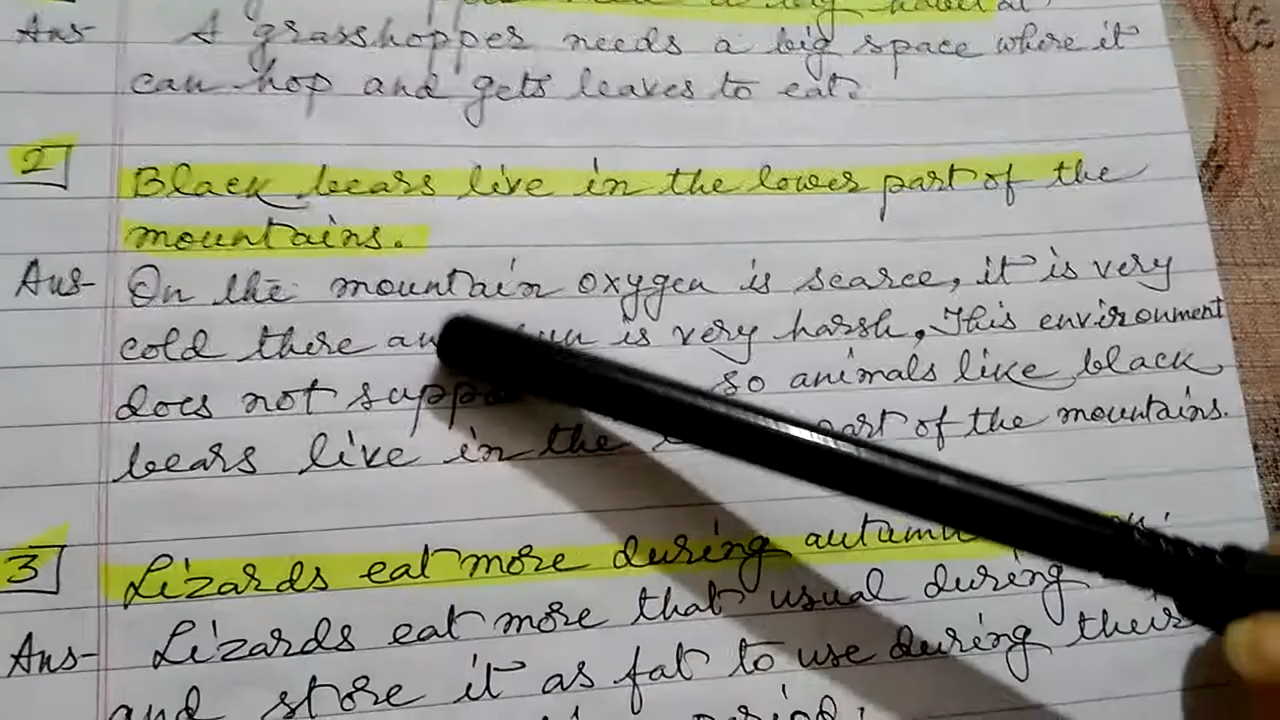 a big habitat,
Ans A grasshopper needs a big space where it
can hop and gets leaves to eat.
2 Black bears live in the lower part of the
mountains.
Ans- On the mountain oxygen is scarce, it is very
cold there is very harsh, This environment
does not so animals like black
bears live in the part of the mountains.
3 Lizards eat more during
Ans- Lizards eat more that usual during
and store it as fat to use during their
period.